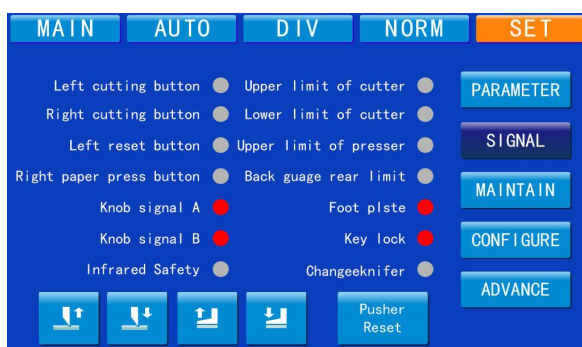 MAIN AUTO DIV NORM SET
Left cutting button Upper limit of cutter
PARAMETER
Right cutting button Lower limit of cutter
Left reset button Upper limit of presser
SIGNAL
Right paper press button Back guage rear limit
MAINTAIN
Knob signal A Foot plste
Knob signal B Key lock
CONFIGURE
Infrared Safety Changeeknifer
ADVANCE
Pusher
Reset